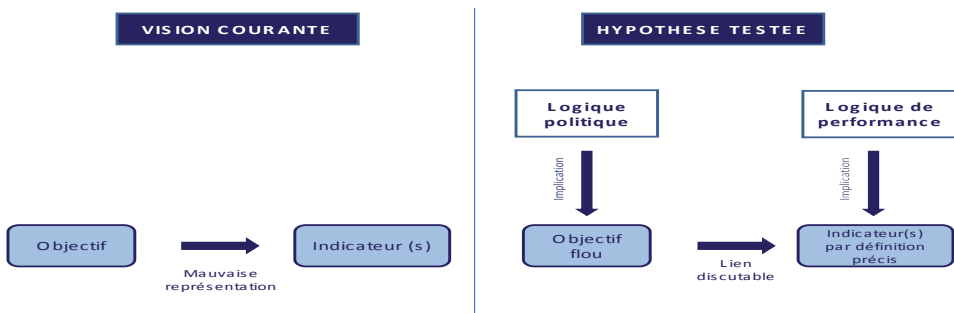 VISION COURANTE
Objectif
Mauvaise
représentation
Indicateur (s)
HYPOTHESE TESTEE
Logique
politique
Logique de
performance
Implication
Implication
Objectif
flou
Lien
discutable
Indicateur(s)
par définition
précis